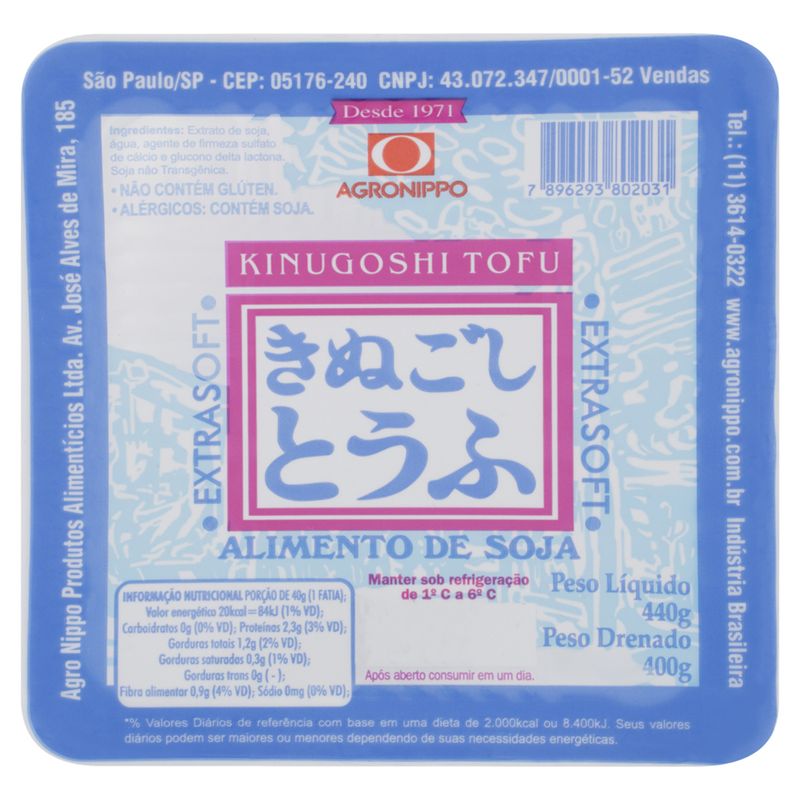 São Paulo/SP - CEP: 05176-240 CNPJ: 43.072.347/0001-52 Vendas
Tel.: (11) 3614-0322 www.agronippo.com.br Indústria Brasileira
Agro Nippo Produtos Alimentícios Ltda. Av. José Alves de Mira, 185
Desde 1971
AGRONIPPO
Ingredientes: Extrato de soja,
água, agente de firmeza sulfato
de cálcio e glucono delta lactona.
Soja não Transgênica.
• NÃO CONTÉM GLÚTEN.
• ALÉRGICOS: CONTÉM SOJA.
7 896293 802031
KINUGOSHI TOFU
• EXTRASOFT •
きぬごし
とうふ
• EXTRASOFT •
ALIMENTO DE SOJA
INFORMAÇÃO NUTRICIONAL PORÇÃO DE 40g (1 FATIA);
Valor energético 20kcal=84kJ (1% VD);
Carboidratos 0g (0% VD); Proteínas 2,3g (3% VD);
Gorduras totais 1,2g (2% VD);
Gorduras saturadas 0,3g (1% VD);
Gorduras trans 0g ( - );
Fibra alimentar 0,9g (4% VD); Sódio 0mg (0% VD)
Manter sob refrigeração
de 1º C a 6º C
Após aberto consumir em um dia.
Peso Líquido
440g
Peso Drenado
400g
*% Valores Diários de referência com base em uma dieta de 2.000kcal ou 8.400kJ. Seus valores
diários podem ser maiores ou menores dependendo de suas necessidades energéticas.